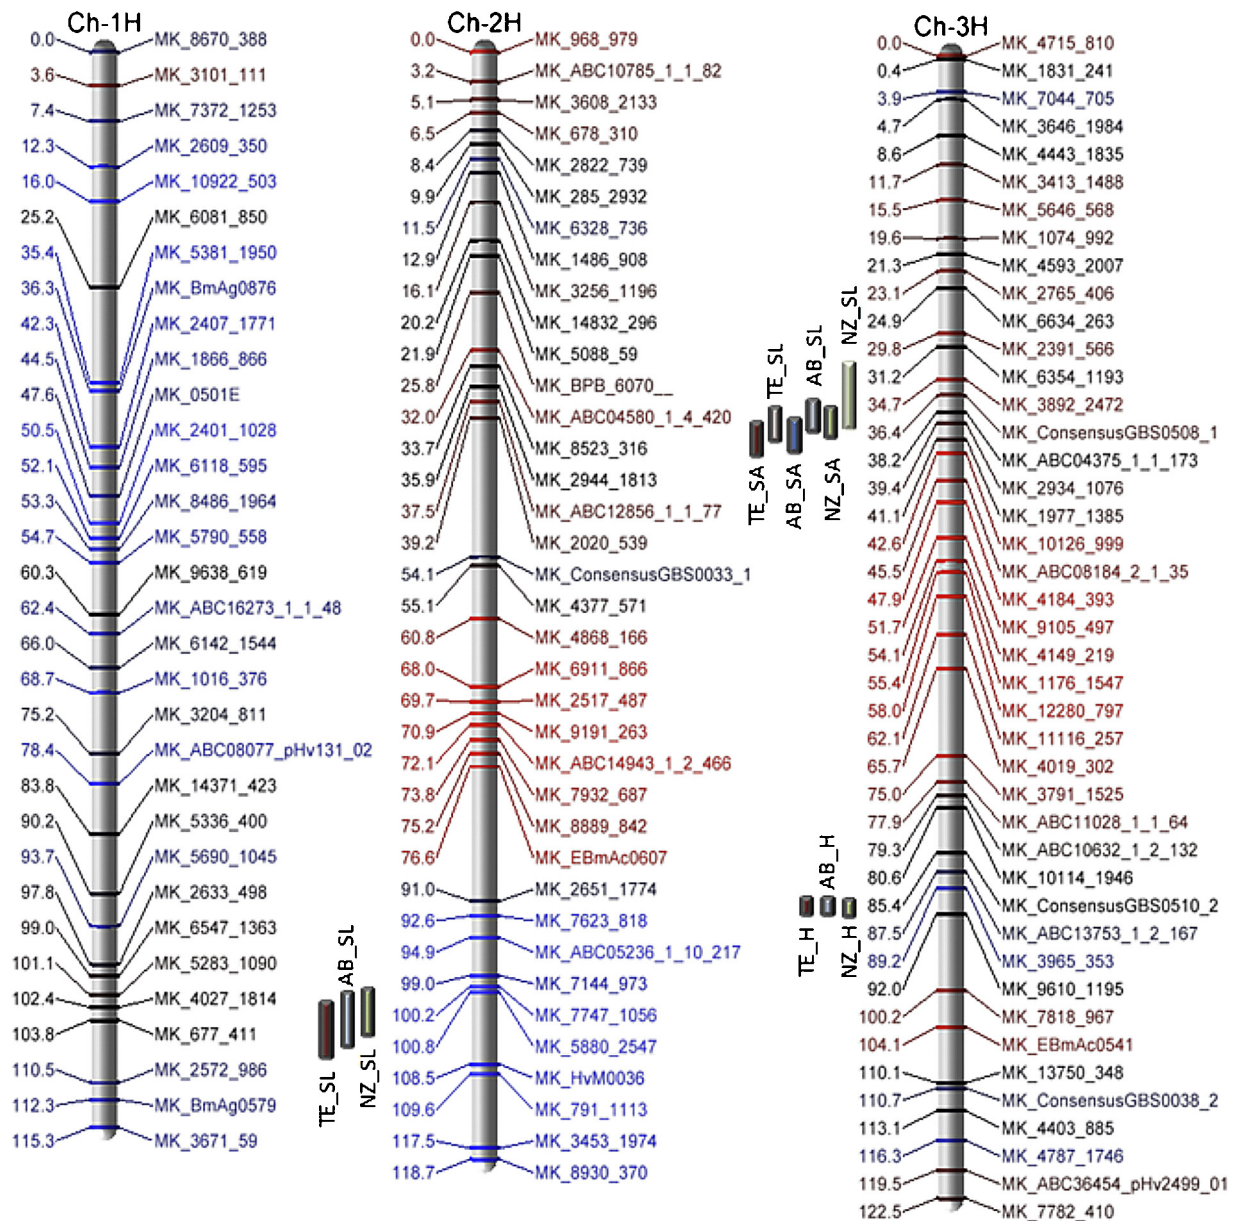 Ch-1H
0.0 MK_8670_388
3.6 MK_3101_111
7.4 MK_7372_1253
12.3 MK_2609_350
16.0 MK_10922_503
25.2 MK_6081_850
35.4 MK_5381_1950
36.3 MK_BmAg0876
42.3 MK_2407_1771
44.5 MK_1866_866
47.6 MK_0501E
50.5 MK_2401_1028
52.1 MK_6118_595
53.3 MK_8486_1964
54.7 MK_5790_558
60.3 MK_9638_619
62.4 MK_ABC16273_1_1_48
66.0 MK_6142_1544
68.7 MK_1016_376
75.2 MK_3204_811
78.4 MK_ABC08077_pHv131_02
83.8 MK_14371_423
90.2 MK_5336_400
93.7 MK_5690_1045
97.8 MK_2633_498
99.0 MK_6547_1363
101.1 MK_5283_1090
102.4 MK_4027_1814
103.8 MK_677_411
110.5 MK_2572_986
112.3 MK_BmAg0579
115.3 MK_3671_59
TE_SL
AB_SL
NZ_SL
Ch-2H
0.0 MK_968_979
3.2 MK_ABC10785_1_1_82
5.1 MK_3608_2133
6.5 MK_678_310
8.4 MK_2822_739
9.9 MK_285_2932
11.5 MK_6328_736
12.9 MK_1486_908
16.1 MK_3256_1196
20.2 MK_14832_296
21.9 MK_5088_59
25.8 MK_BPB_6070__
32.0 MK_ABC04580_1_4_420
33.7 MK_8523_316
35.9 MK_2944_1813
37.5 MK_ABC12856_1_1_77
39.2 MK_2020_539
54.1 MK_ConsensusGBS0033_1
55.1 MK_4377_571
60.8 MK_4868_166
68.0 MK_6911_866
69.7 MK_2517_487
70.9 MK_9191_263
72.1 MK_ABC14943_1_2_466
73.8 MK_7932_687
75.2 MK_8889_842
76.6 MK_EBmAc0607
91.0 MK_2651_1774
92.6 MK_7623_818
94.9 MK_ABC05236_1_10_217
99.0 MK_7144_973
100.2 MK_7747_1056
100.8 MK_5880_2547
108.5 MK_HvM0036
109.6 MK_791_1113
117.5 MK_3453_1974
118.7 MK_8930_370
TE_SA
TE_SL
AB_SA
AB_SL
NZ_SA
NZ_SL
TE_H
AB_H
NZ_H
Ch-3H
0.0 MK_4715_810
0.4 MK_1831_241
3.9 MK_7044_705
4.7 MK_3646_1984
8.6 MK_4443_1835
11.7 MK_3413_1488
15.5 MK_5646_568
19.6 MK_1074_992
21.3 MK_4593_2007
23.1 MK_2765_406
24.9 MK_6634_263
29.8 MK_2391_566
31.2 MK_6354_1193
34.7 MK_3892_2472
36.4 MK_ConsensusGBS0508_1
38.2 MK_ABC04375_1_1_173
39.4 MK_2934_1076
41.1 MK_1977_1385
42.6 MK_10126_999
45.5 MK_ABC08184_2_1_35
47.9 MK_4184_393
51.7 MK_9105_497
54.1 MK_4149_219
55.4 MK_1176_1547
58.0 MK_12280_797
62.1 MK_11116_257
65.7 MK_4019_302
75.0 MK_3791_1525
77.9 MK_ABC11028_1_1_64
79.3 MK_ABC10632_1_2_132
80.6 MK_10114_1946
85.4 MK_ConsensusGBS0510_2
87.5 MK_ABC13753_1_2_167
89.2 MK_3965_353
92.0 MK_9610_1195
100.2 MK_7818_967
104.1 MK_EBmAc0541
110.1 MK_13750_348
110.7 MK_ConsensusGBS0038_2
113.1 MK_4403_885
116.3 MK_4787_1746
119.5 MK_ABC36454_pHv2499_01
122.5 MK_7782_410